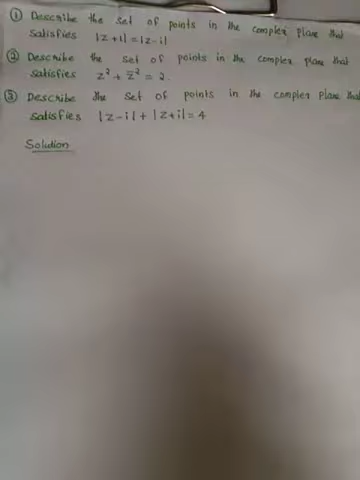 ① Describe the set of points in the complex plane that
satisfies |z+1|=|z-i|
② Describe the set of points in the complex plane that
satisfies z² + z̅² = 2.
③ Describe the set of points in the complex plane that
satisfies |z-i| + |z+i| = 4
Solution